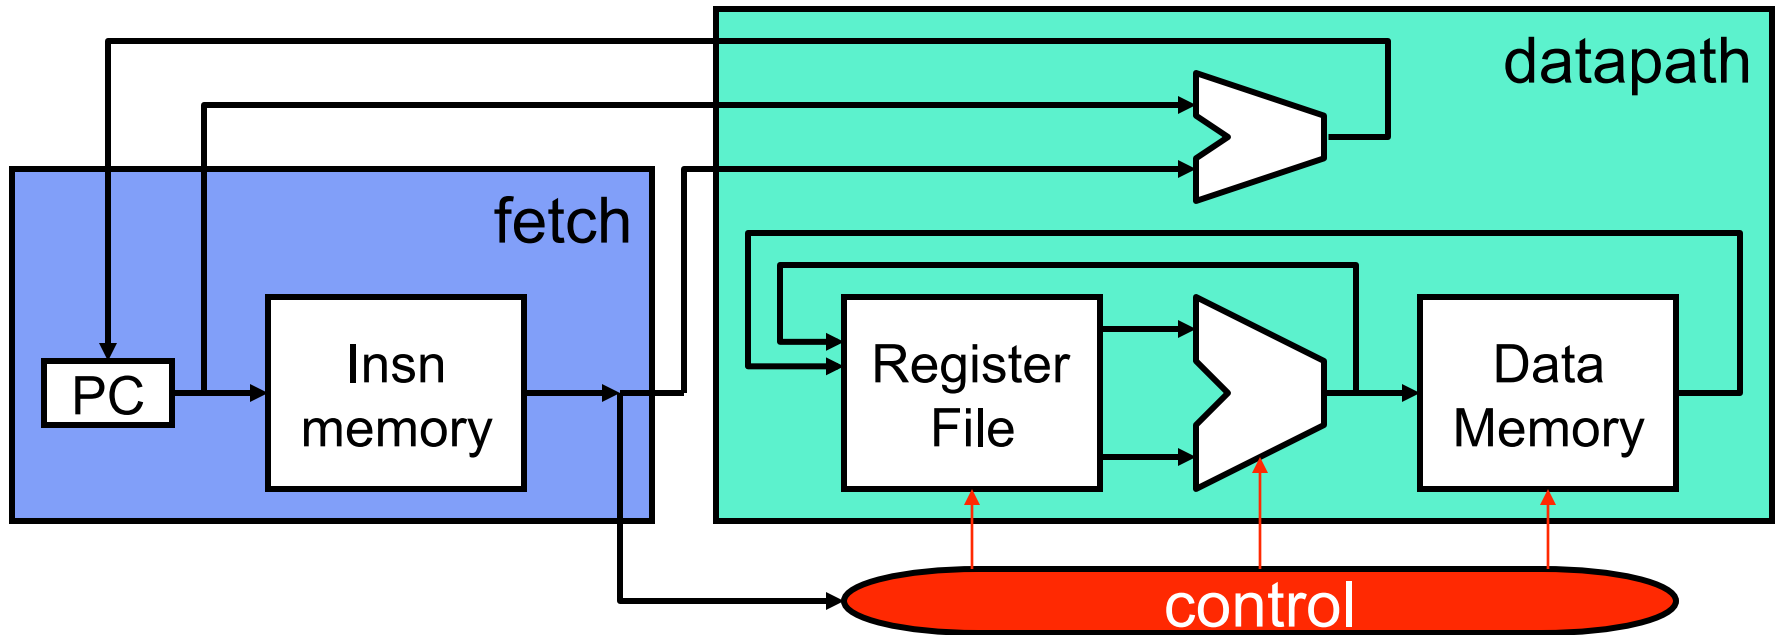 datapath
fetch
PC
Insn
memory
Register
File
Data
Memory
control